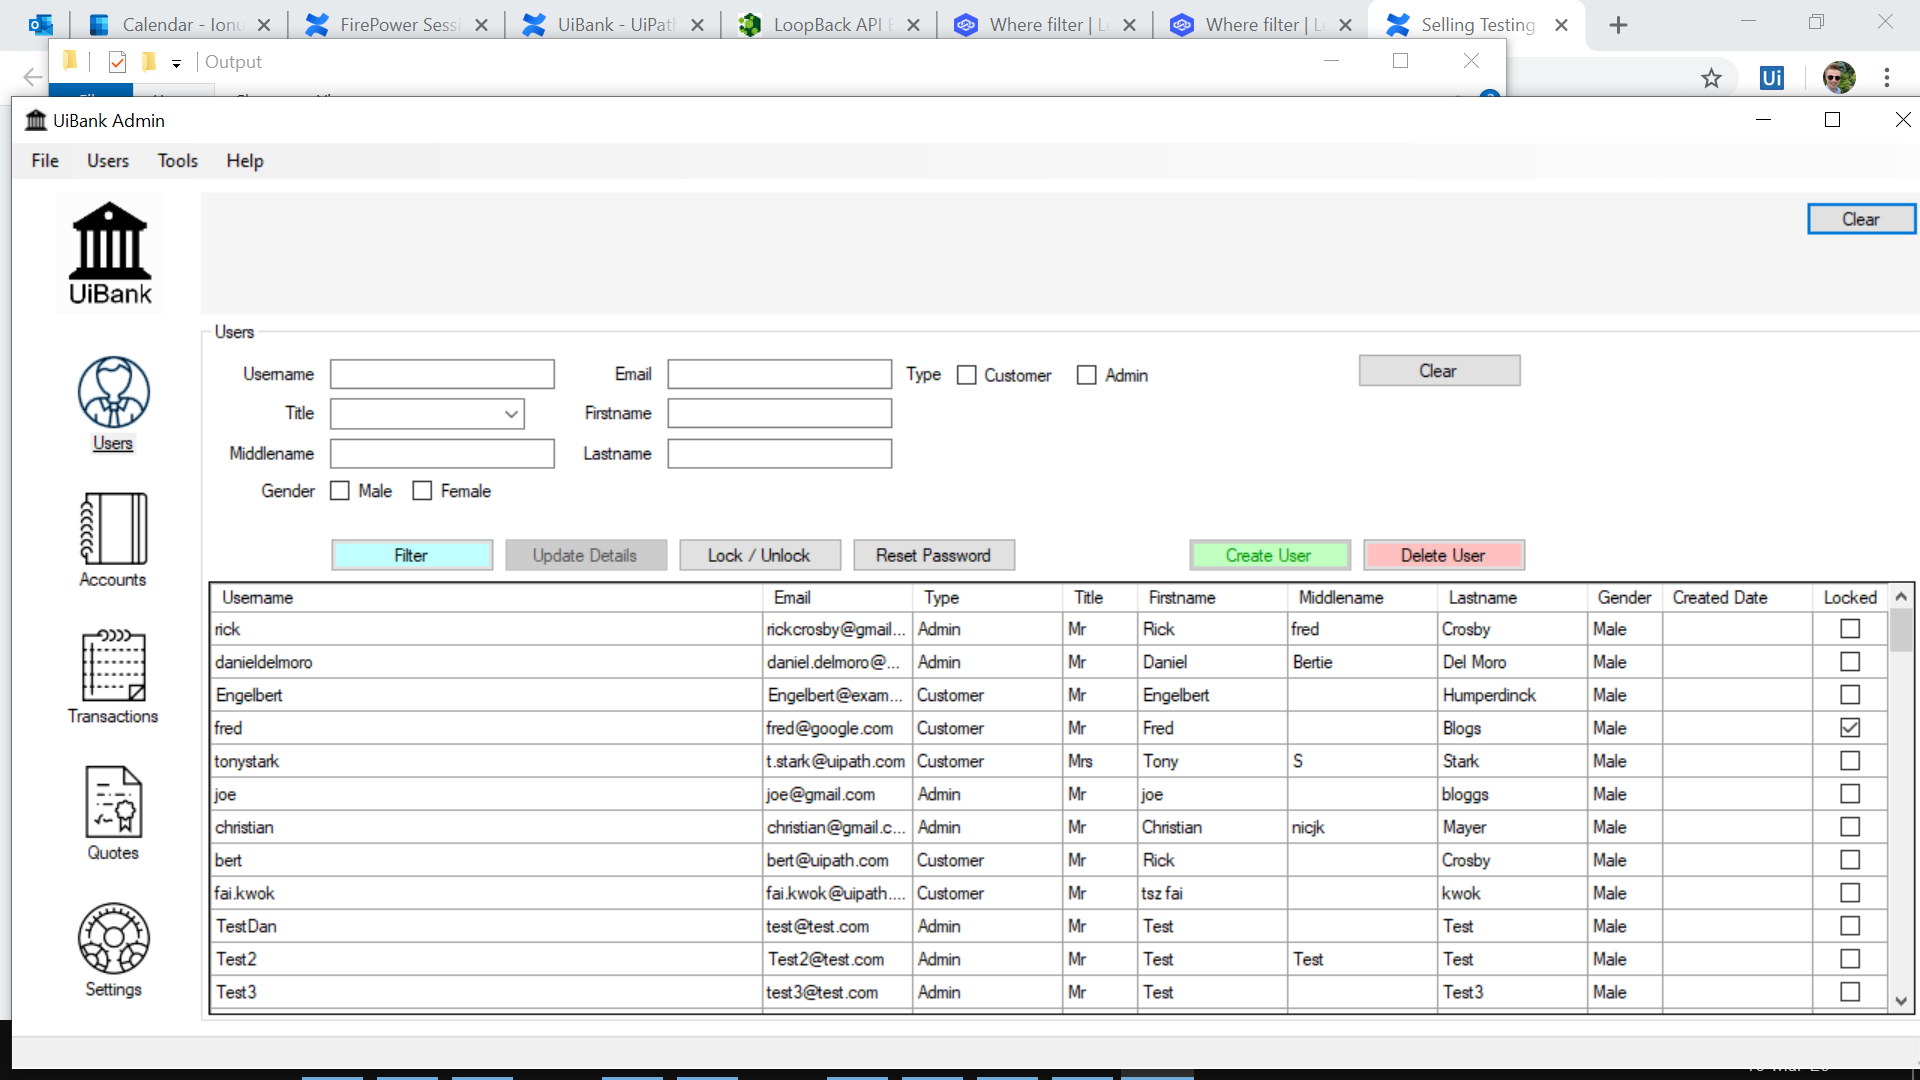 Calendar - Ionu
FirePower Sessi
UiBank - UiPath
LoopBack API E
Where filter | Lo
Where filter | Lo
Selling Testing
Output
Ui
UiBank Admin
File Users Tools Help
UiBank
Clear
Users
Username Email Type Customer Admin Clear
Title Firstname
Middlename Lastname
Gender Male Female
Filter Update Details Lock / Unlock Reset Password Create User Delete User
Users
Accounts
Transactions
Quotes
Settings
Username Email Type Title Firstname Middlename Lastname Gender Created Date Locked
rick rickcrosby@gmail... Admin Mr Rick fred Crosby Male
danieldelmoro daniel.delmoro@... Admin Mr Daniel Bertie Del Moro Male
Engelbert Engelbert@exam... Customer Mr Engelbert Humperdinck Male
fred fred@google.com Customer Mr Fred Blogs Male
tonystark t.stark@uipath.com Customer Mrs Tony S Stark Male
joe joe@gmail.com Admin Mr joe bloggs Male
christian christian@gmail.c... Admin Mr Christian nicjk Mayer Male
bert bert@uipath.com Customer Mr Rick Crosby Male
fai.kwok fai.kwok@uipath.... Customer Mr tsz fai kwok Male
TestDan test@test.com Admin Mr Test Test Male
Test2 Test2@test.com Admin Mr Test Test Test Male
Test3 test3@test.com Admin Mr Test Test3 Male